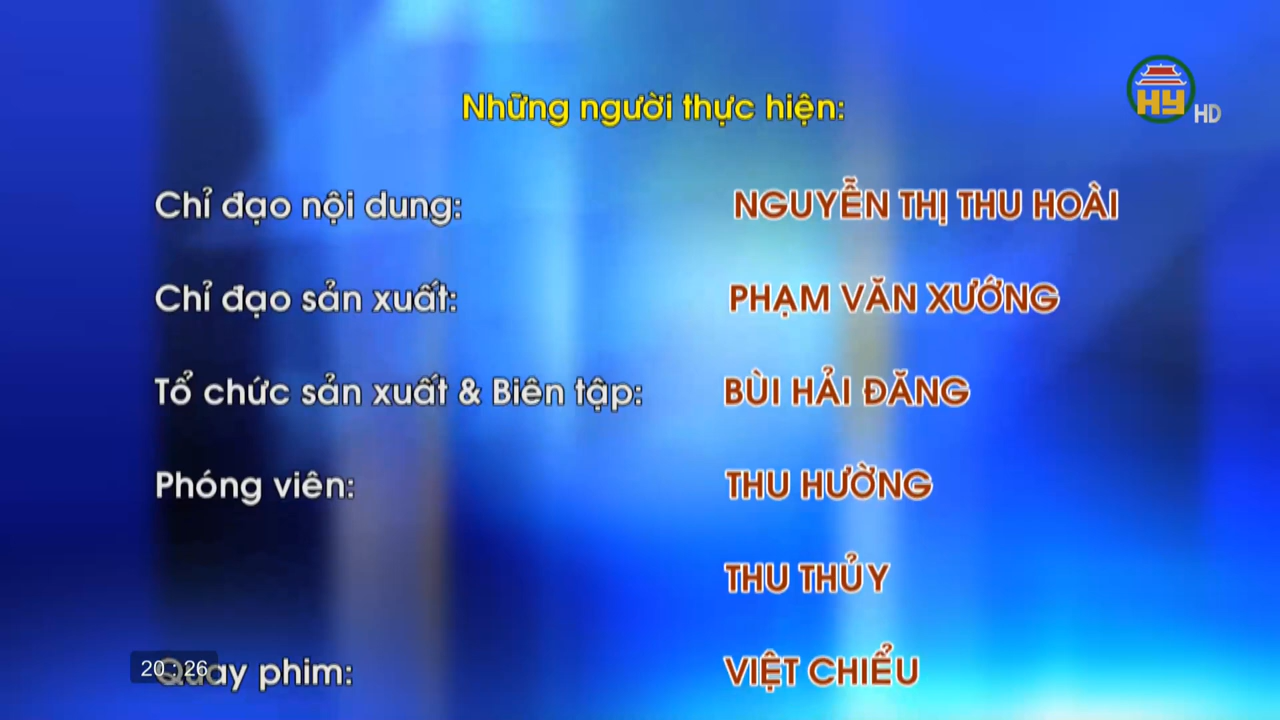 HY HD
Những người thực hiện:
Chỉ đạo nội dung: NGUYỄN THỊ THU HOÀI
Chỉ đạo sản xuất: PHẠM VĂN XƯỚNG
Tổ chức sản xuất & Biên tập: BÙI HẢI ĐĂNG
Phóng viên: THU HƯỜNG
THU THỦY
Quay phim: VIỆT CHIỂU
20 : 26